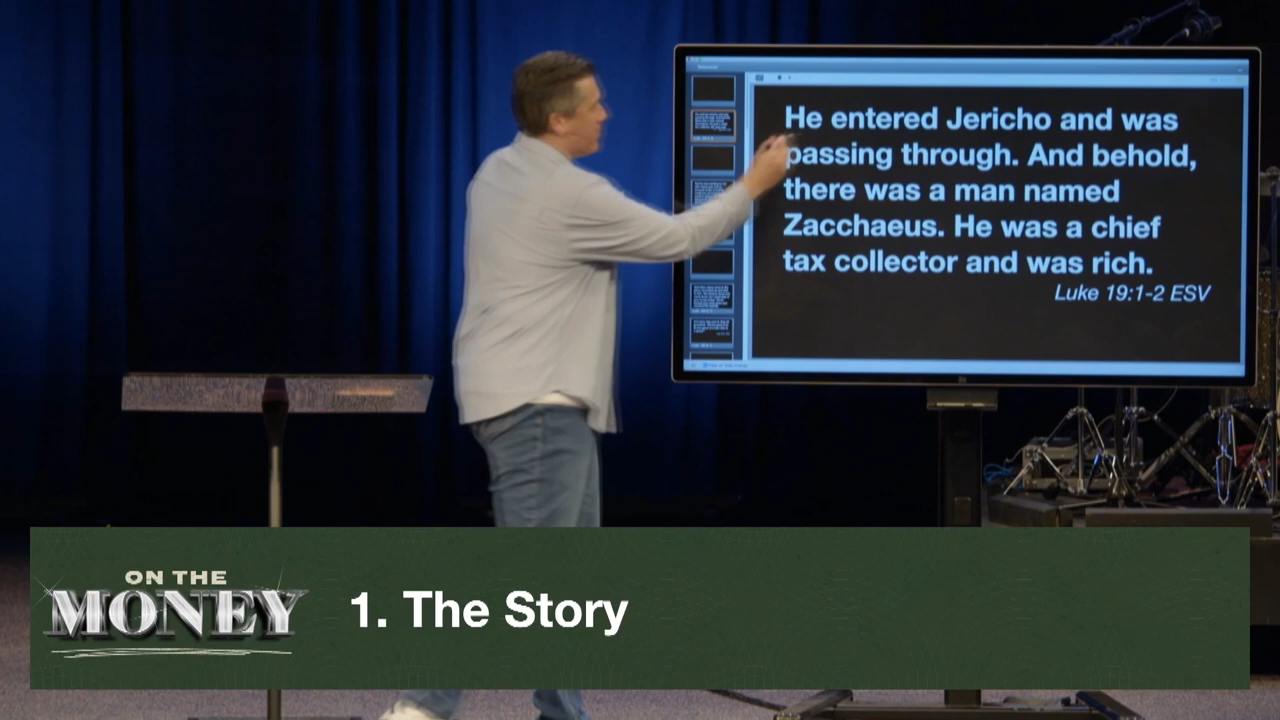 He entered Jericho and was
passing through. And behold,
there was a man named
Zacchaeus. He was a chief
tax collector and was rich.
Luke 19:1-2 ESV
ON THE
MONEY
1. The Story